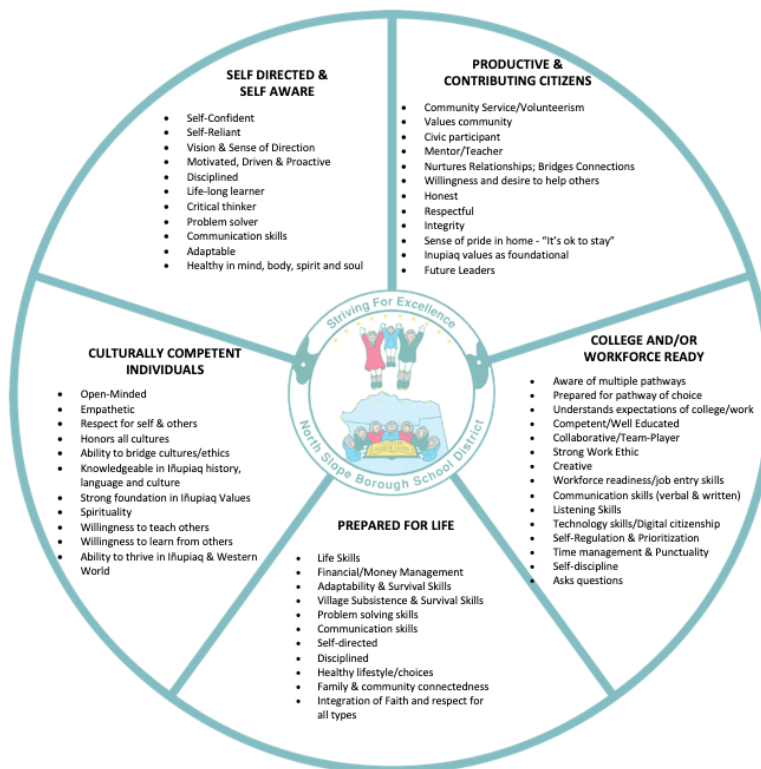 SELF DIRECTED &
SELF AWARE
• Self-Confident
• Self-Reliant
• Vision & Sense of Direction
• Motivated, Driven & Proactive
• Disciplined
• Life-long learner
• Critical thinker
• Problem solver
• Communication skills
• Adaptable
• Healthy in mind, body, spirit and soul
PRODUCTIVE &
CONTRIBUTING CITIZENS
• Community Service/Volunteerism
• Values community
• Civic participant
• Mentor/Teacher
• Nurtures Relationships; Bridges Connections
• Willingness and desire to help others
• Honest
• Respectful
• Integrity
• Sense of pride in home - “It’s ok to stay”
• Inupiaq values as foundational
• Future Leaders
CULTURALLY COMPETENT
INDIVIDUALS
• Open-Minded
• Empathetic
• Respect for self & others
• Honors all cultures
• Ability to bridge cultures/ethics
• Knowledgeable in Iñupiaq history,
language and culture
• Strong foundation in Iñupiaq Values
• Spirituality
• Willingness to teach others
• Willingness to learn from others
• Ability to thrive in Iñupiaq & Western
World
Striving For Excellence
North Slope Borough School District
COLLEGE AND/OR
WORKFORCE READY
• Aware of multiple pathways
• Prepared for pathway of choice
• Understands expectations of college/work
• Competent/Well Educated
• Collaborative/Team-Player
• Strong Work Ethic
• Creative
• Workforce readiness/job entry skills
• Communication skills (verbal & written)
• Listening Skills
• Technology skills/Digital citizenship
• Self-Regulation & Prioritization
• Time management & Punctuality
• Self-discipline
• Asks questions
PREPARED FOR LIFE
• Life Skills
• Financial/Money Management
• Adaptability & Survival Skills
• Village Subsistence & Survival Skills
• Problem solving skills
• Communication skills
• Self-directed
• Disciplined
• Healthy lifestyle/choices
• Family & community connectedness
• Integration of Faith and respect for
all types